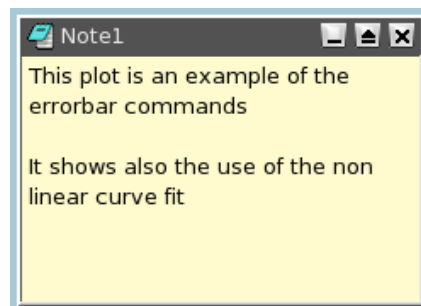 Note1
This plot is an example of the
errorbar commands
It shows also the use of the non
linear curve fit